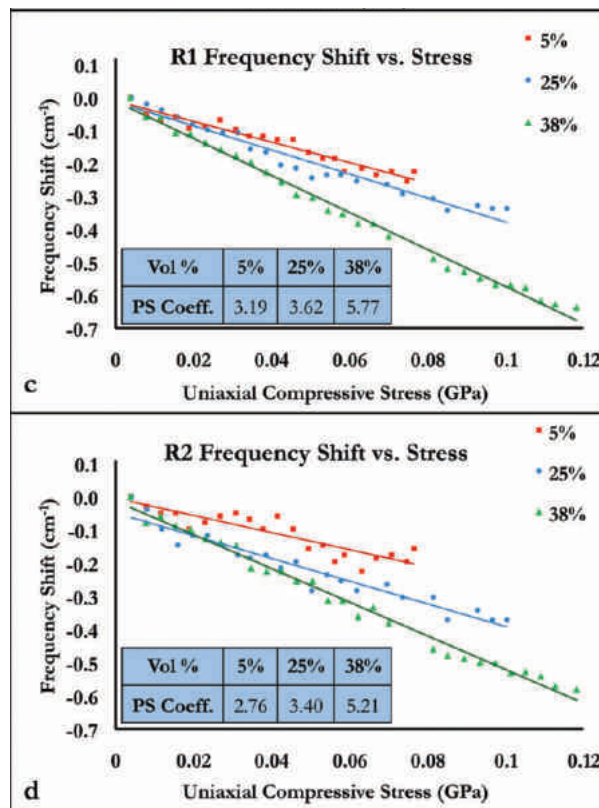 R1 Frequency Shift vs. Stress
5%
25%
38%
0.1
0.0
-0.1
-0.2
-0.3
-0.4
-0.5
-0.6
-0.7
Frequency Shift (cm⁻¹)
Vol % 5% 25% 38%
PS Coeff. 3.19 3.62 5.77
0 0.02 0.04 0.06 0.08 0.1 0.12
c
Uniaxial Compressive Stress (GPa)
R2 Frequency Shift vs. Stress
5%
25%
38%
0.1
0.0
-0.1
-0.2
-0.3
-0.4
-0.5
-0.6
-0.7
Frequency Shift (cm⁻¹)
Vol % 5% 25% 38%
PS Coeff. 2.76 3.40 5.21
0 0.02 0.04 0.06 0.08 0.1 0.12
d
Uniaxial Compressive Stress (GPa)